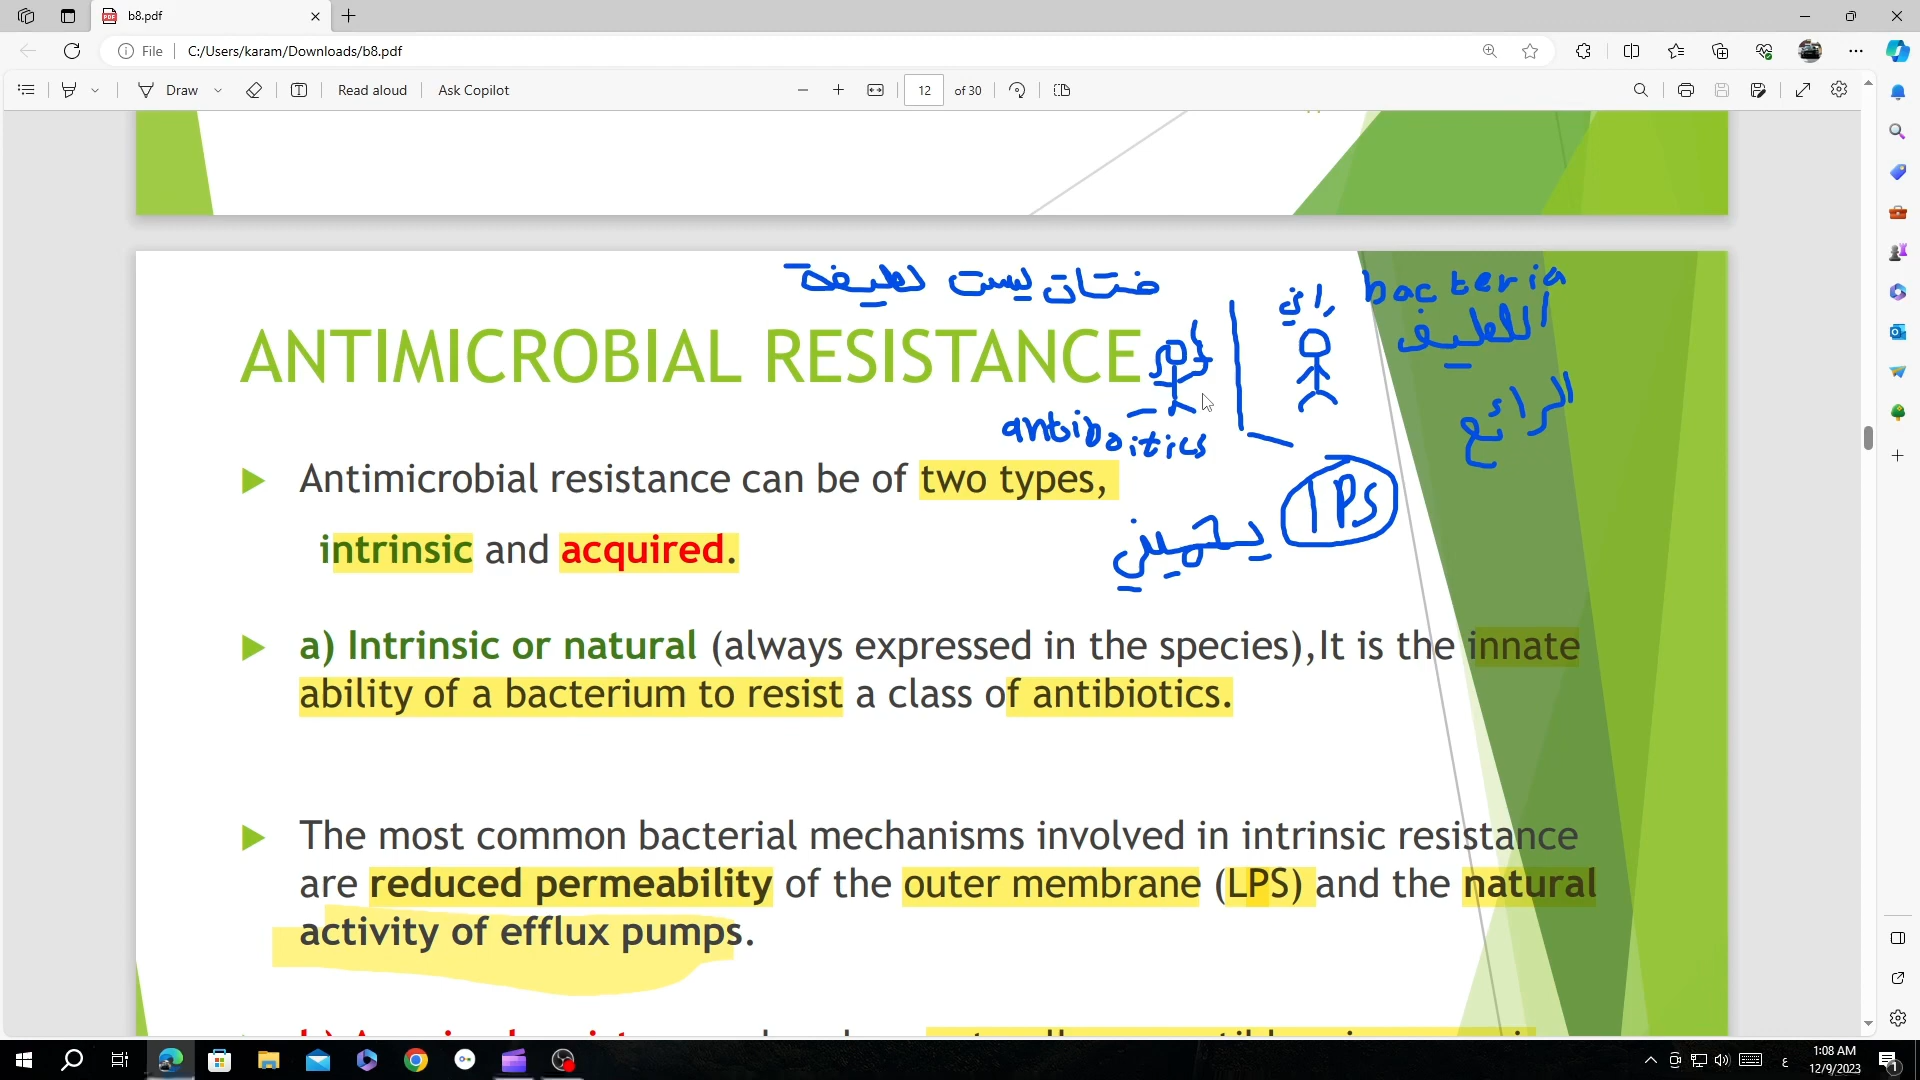 b8.pdf
File C:/Users/karam/Downloads/b8.pdf
Draw Read aloud Ask Copilot 12 of 30
ليست لطيفة
انا bacteria
اللطيف
ANTIMICROBIAL RESISTANCE
الرائع
antiboitics
Antimicrobial resistance can be of two types,
LPS
intrinsic and acquired.
يحميني
a) Intrinsic or natural (always expressed in the species),It is the innate
ability of a bacterium to resist a class of antibiotics.
The most common bacterial mechanisms involved in intrinsic resistance
are reduced permeability of the outer membrane (LPS) and the natural
activity of efflux pumps.
1:08 AM
ع
12/9/2023
1